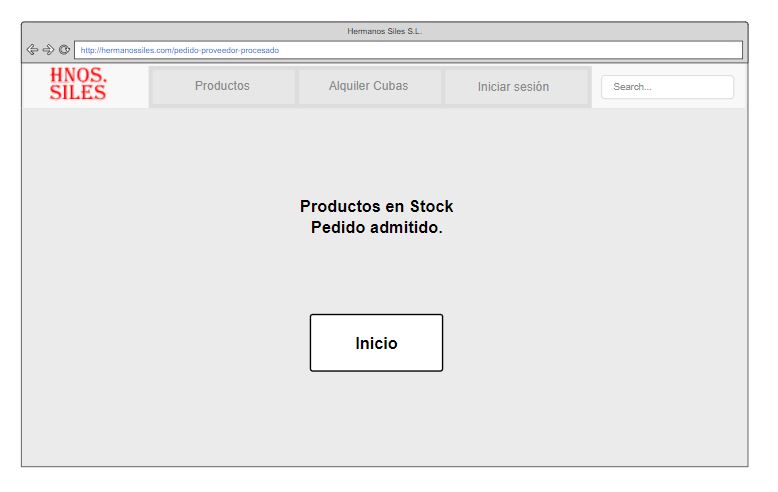 Hermanos Siles S.L.
http://hermanossiles.com/pedido-proveedor-procesado
HNOS.
SILES
Productos
Alquiler Cubas
Iniciar sesión
Search...
Productos en Stock
Pedido admitido.
Inicio